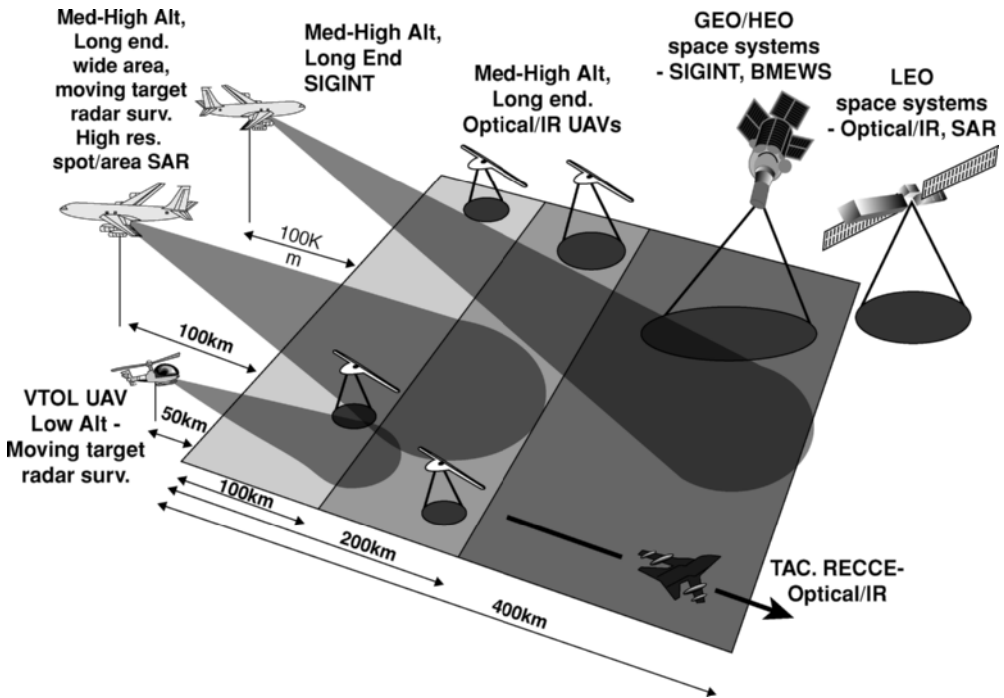 Med-High Alt,
Long end.
wide area,
moving target
radar surv.
High res.
spot/area SAR
Med-High Alt,
Long End
SIGINT
Med-High Alt,
Long end.
Optical/IR UAVs
GEO/HEO
space systems
- SIGINT, BMEWS
LEO
space systems
- Optical/IR, SAR
100K
m
100km
VTOL UAV
Low Alt -
Moving target
radar surv.
50km
100km
200km
400km
TAC. RECCE-
Optical/IR